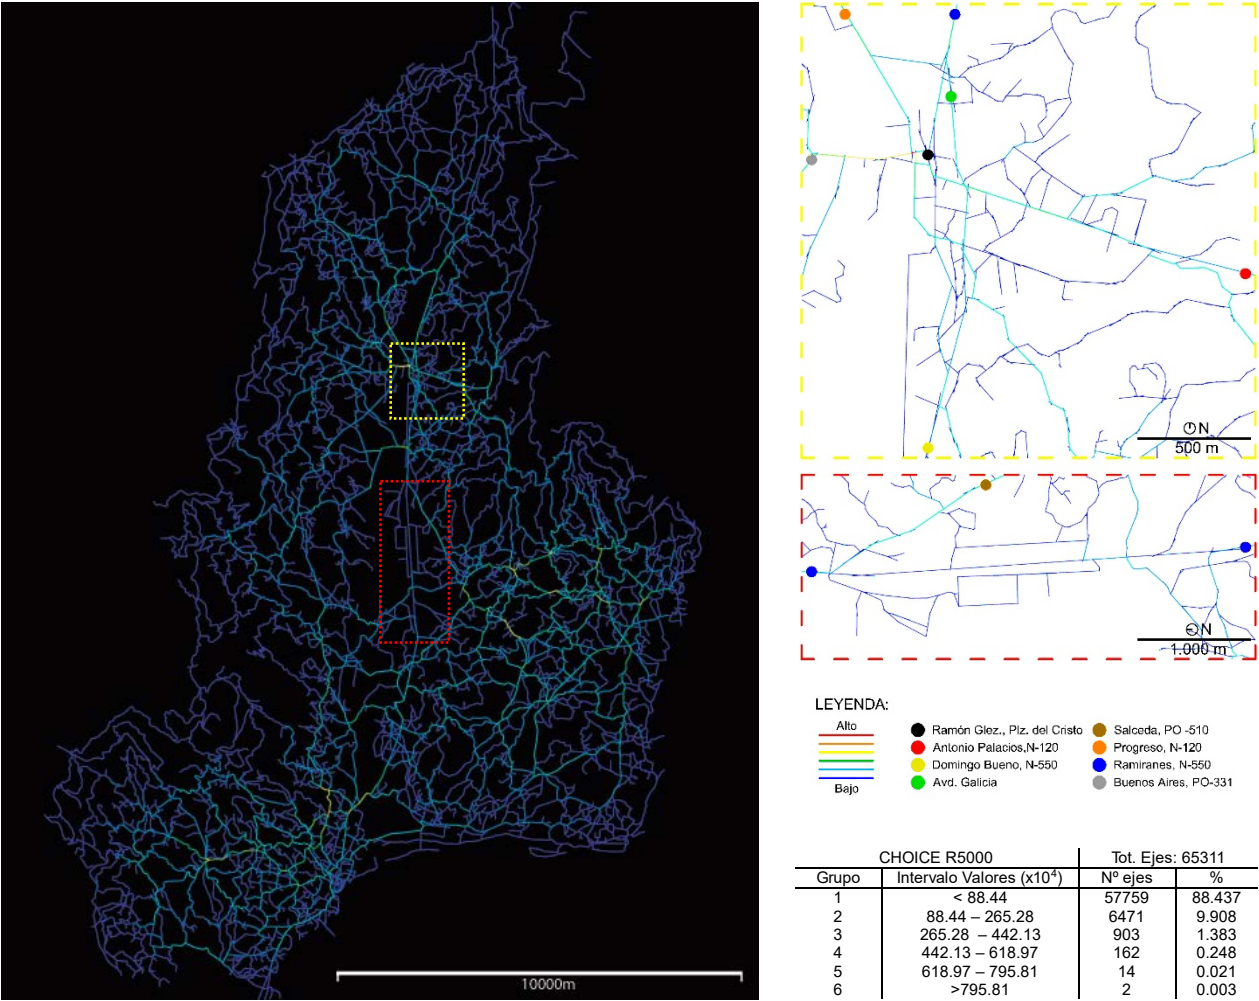 N
500 m
N
1.000 m
10000m
LEYENDA:
Alto
Bajo
Ramón Glez., Plz. del Cristo
Antonio Palacios,N-120
Domingo Bueno, N-550
Avd. Galicia
Salceda, PO -510
Progreso, N-120
Ramiranes, N-550
Buenos Aires, PO-331
CHOICE R5000 Tot. Ejes: 65311
Grupo Intervalo Valores (x10⁴) Nº ejes %
1 < 88.44 57759 88.437
2 88.44 – 265.28 6471 9.908
3 265.28 – 442.13 903 1.383
4 442.13 – 618.97 162 0.248
5 618.97 – 795.81 14 0.021
6 >795.81 2 0.003